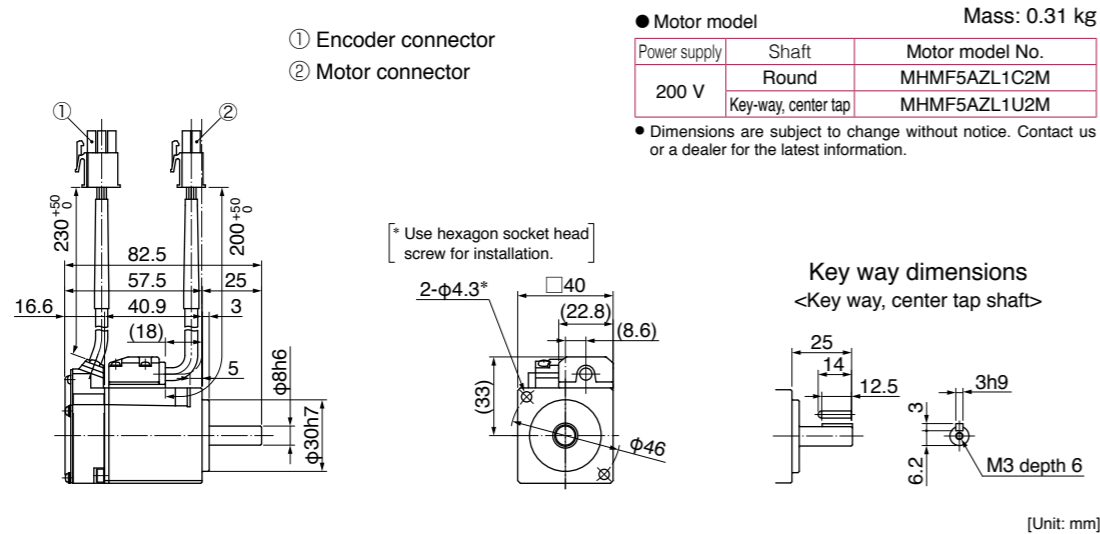 ① Encoder connector
② Motor connector
● Motor model
Mass: 0.31 kg
Power supply Shaft Motor model No.
200 V
Round MHMF5AZL1C2M
Key-way, center tap MHMF5AZL1U2M
● Dimensions are subject to change without notice. Contact us
or a dealer for the latest information.
① ②
230 +50 0
200 +50 0
82.5
57.5 25
16.6 40.9 3
(18)
5
φ8h6
φ30h7
[* Use hexagon socket head
screw for installation.]
2-φ4.3*
□40
(22.8)
(8.6)
(33)
φ46
Key way dimensions
<Key way, center tap shaft>
25
14
12.5
3h9
3
6.2
M3 depth 6
[Unit: mm]